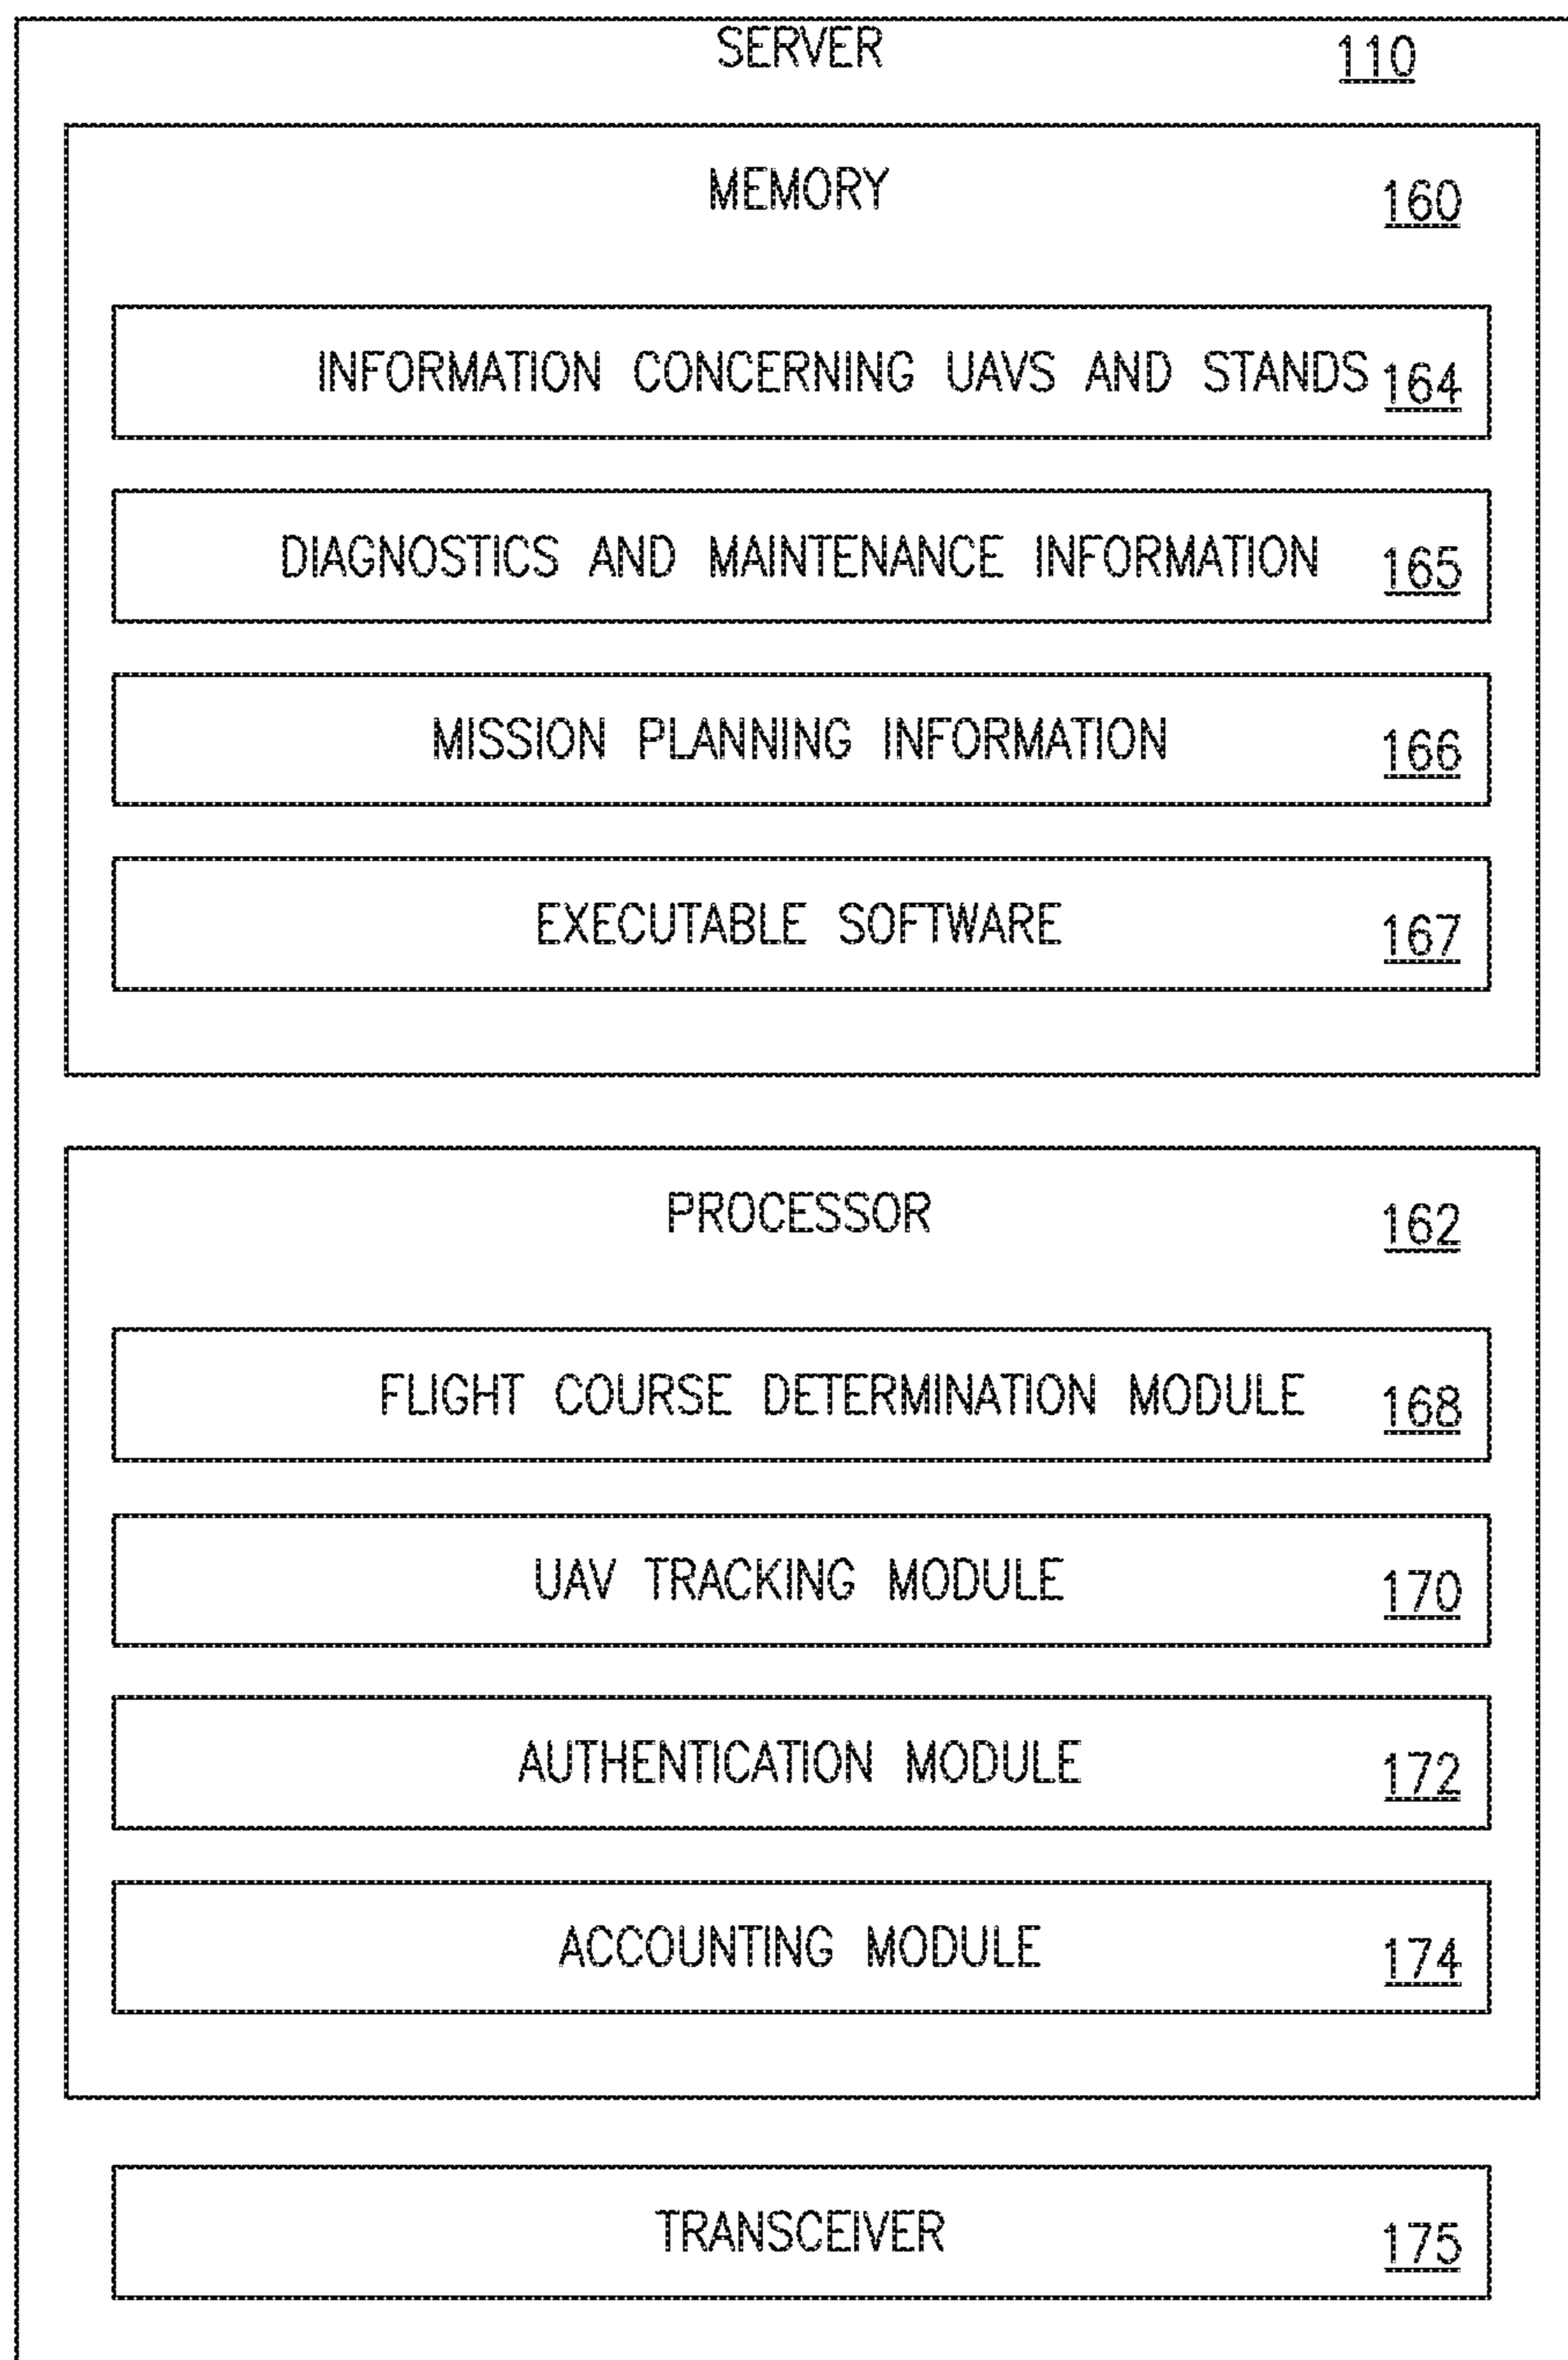 SERVER 110
MEMORY 160
INFORMATION CONCERNING UAVS AND STANDS 164
DIAGNOSTICS AND MAINTENANCE INFORMATION 165
MISSION PLANNING INFORMATION 166
EXECUTABLE SOFTWARE 167
PROCESSOR 162
FLIGHT COURSE DETERMINATION MODULE 168
UAV TRACKING MODULE 170
AUTHENTICATION MODULE 172
ACCOUNTING MODULE 174
TRANSCEIVER 175